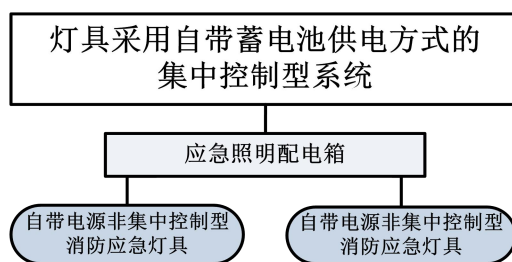 灯具采用自带蓄电池供电方式的
集中控制型系统
应急照明配电箱
自带电源非集中控制型
消防应急灯具
自带电源非集中控制型
消防应急灯具